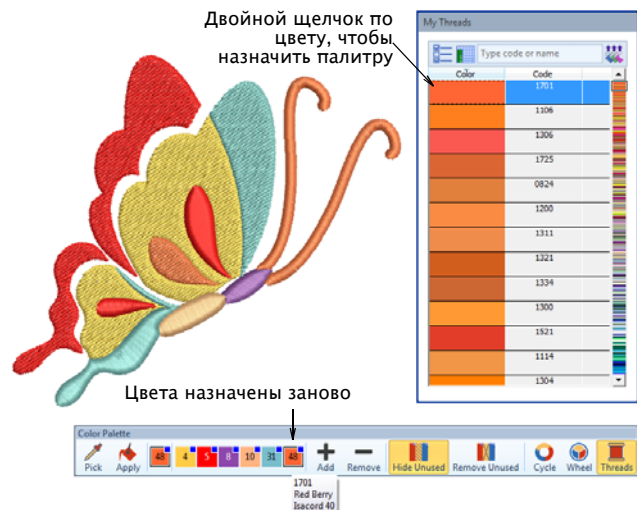 Двойной щелчок по
цвету, чтобы
назначить палитру
My Threads
Type code or name
Color Code
1701
1106
1306
1725
0824
1200
1311
1321
1334
1300
1521
1114
1304
Цвета назначены заново
Color Palette
48 4 5 8 10 31 48
Pick Apply Add Remove Hide Unused Remove Unused Cycle Wheel Threads
1701
Red Berry
Isacord 40